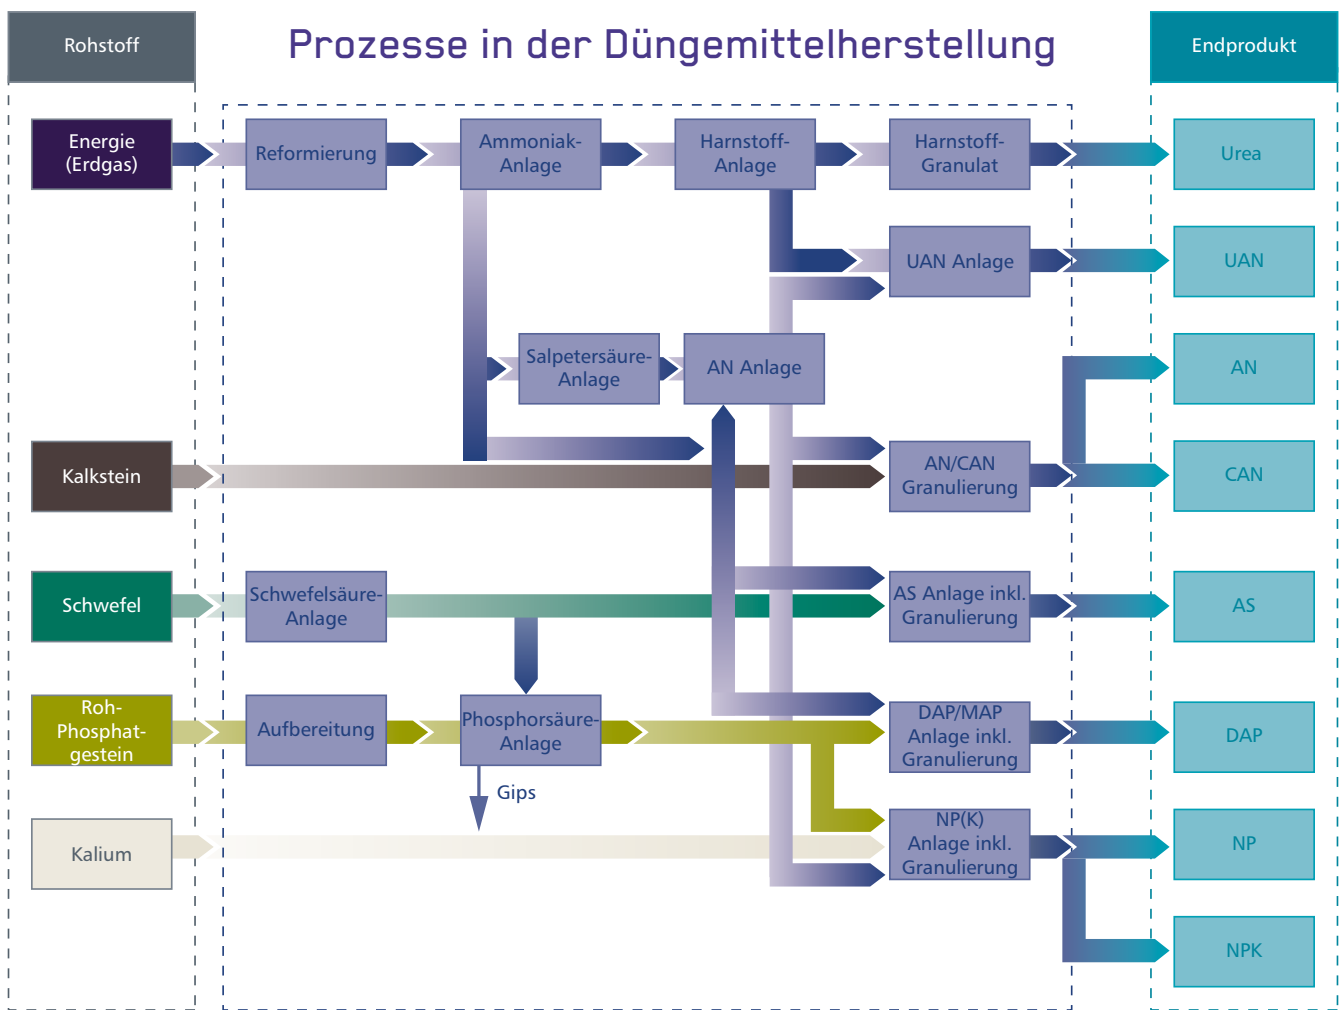 Rohstoff
Prozesse in der Düngemittelherstellung
Endprodukt
Energie
(Erdgas)
Reformierung
Ammoniak-
Anlage
Harnstoff-
Anlage
Harnstoff-
Granulat
Urea
UAN Anlage
UAN
Salpetersäure-
Anlage
AN Anlage
AN
Kalkstein
AN/CAN
Granulierung
CAN
Schwefel
Schwefelsäure-
Anlage
AS Anlage inkl.
Granulierung
AS
Roh-
Phosphat-
gestein
Aufbereitung
Phosphorsäure-
Anlage
DAP/MAP
Anlage inkl.
Granulierung
DAP
Gips
Kalium
NP(K)
Anlage inkl.
Granulierung
NP
NPK